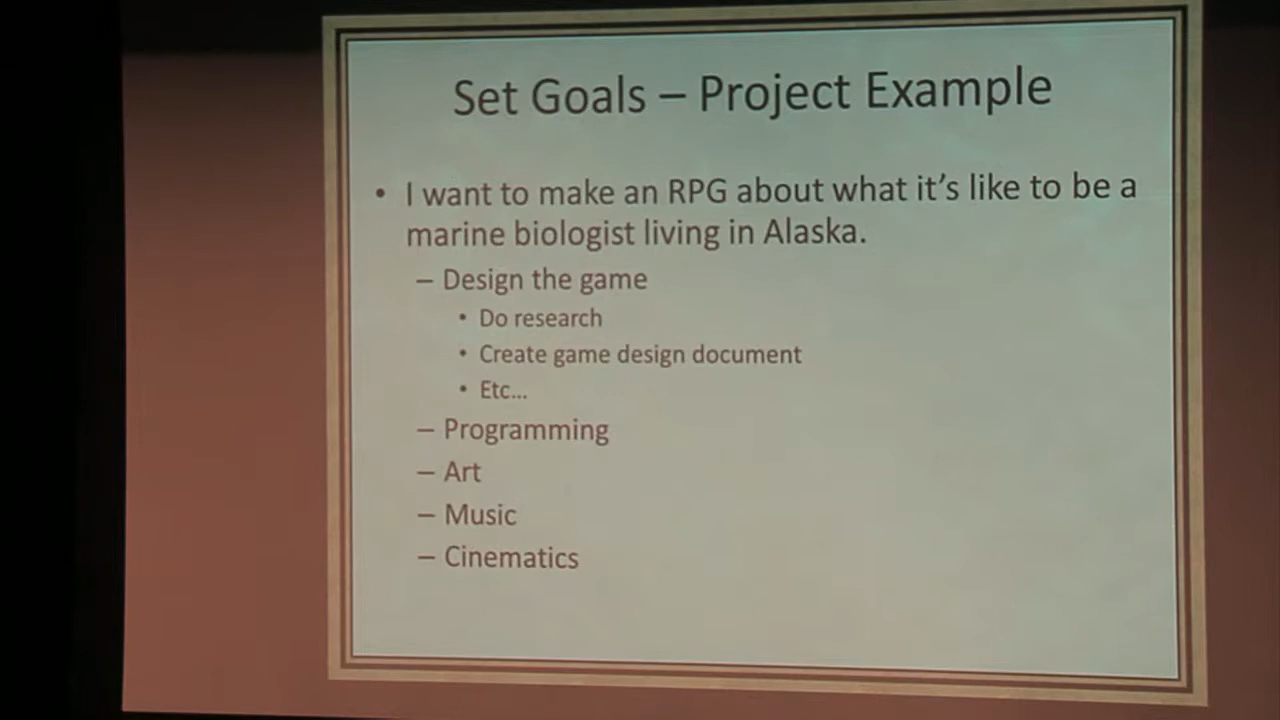 Set Goals – Project Example
• I want to make an RPG about what it's like to be a
marine biologist living in Alaska.
– Design the game
• Do research
• Create game design document
• Etc...
– Programming
– Art
– Music
– Cinematics